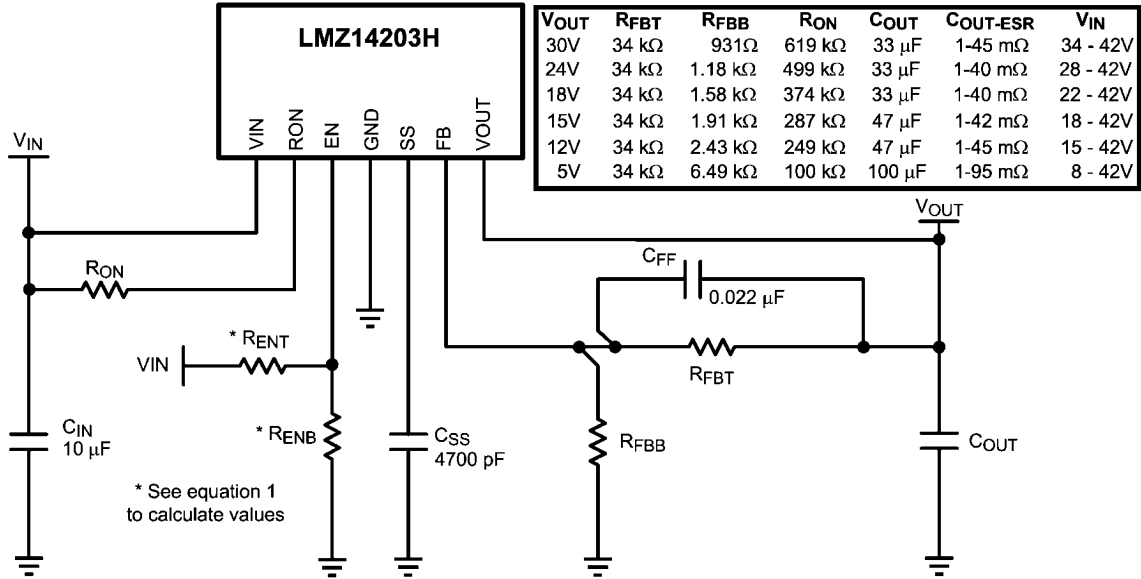 LMZ14203H
VIN
RON
EN
GND
SS
FB
VOUT
VOUT RFBT RFBB RON COUT COUT-ESR VIN
30V 34 kΩ 931Ω 619 kΩ 33 μF 1-45 mΩ 34 - 42V
24V 34 kΩ 1.18 kΩ 499 kΩ 33 μF 1-40 mΩ 28 - 42V
18V 34 kΩ 1.58 kΩ 374 kΩ 33 μF 1-40 mΩ 22 - 42V
15V 34 kΩ 1.91 kΩ 287 kΩ 47 μF 1-42 mΩ 18 - 42V
12V 34 kΩ 2.43 kΩ 249 kΩ 47 μF 1-45 mΩ 15 - 42V
5V 34 kΩ 6.49 kΩ 100 kΩ 100 μF 1-95 mΩ 8 - 42V
VIN
VOUT
RON
CFF
0.022 μF
* RENT
VIN
RFBT
CIN
10 μF
* RENB
CSS
4700 pF
RFBB
COUT
* See equation 1
to calculate values